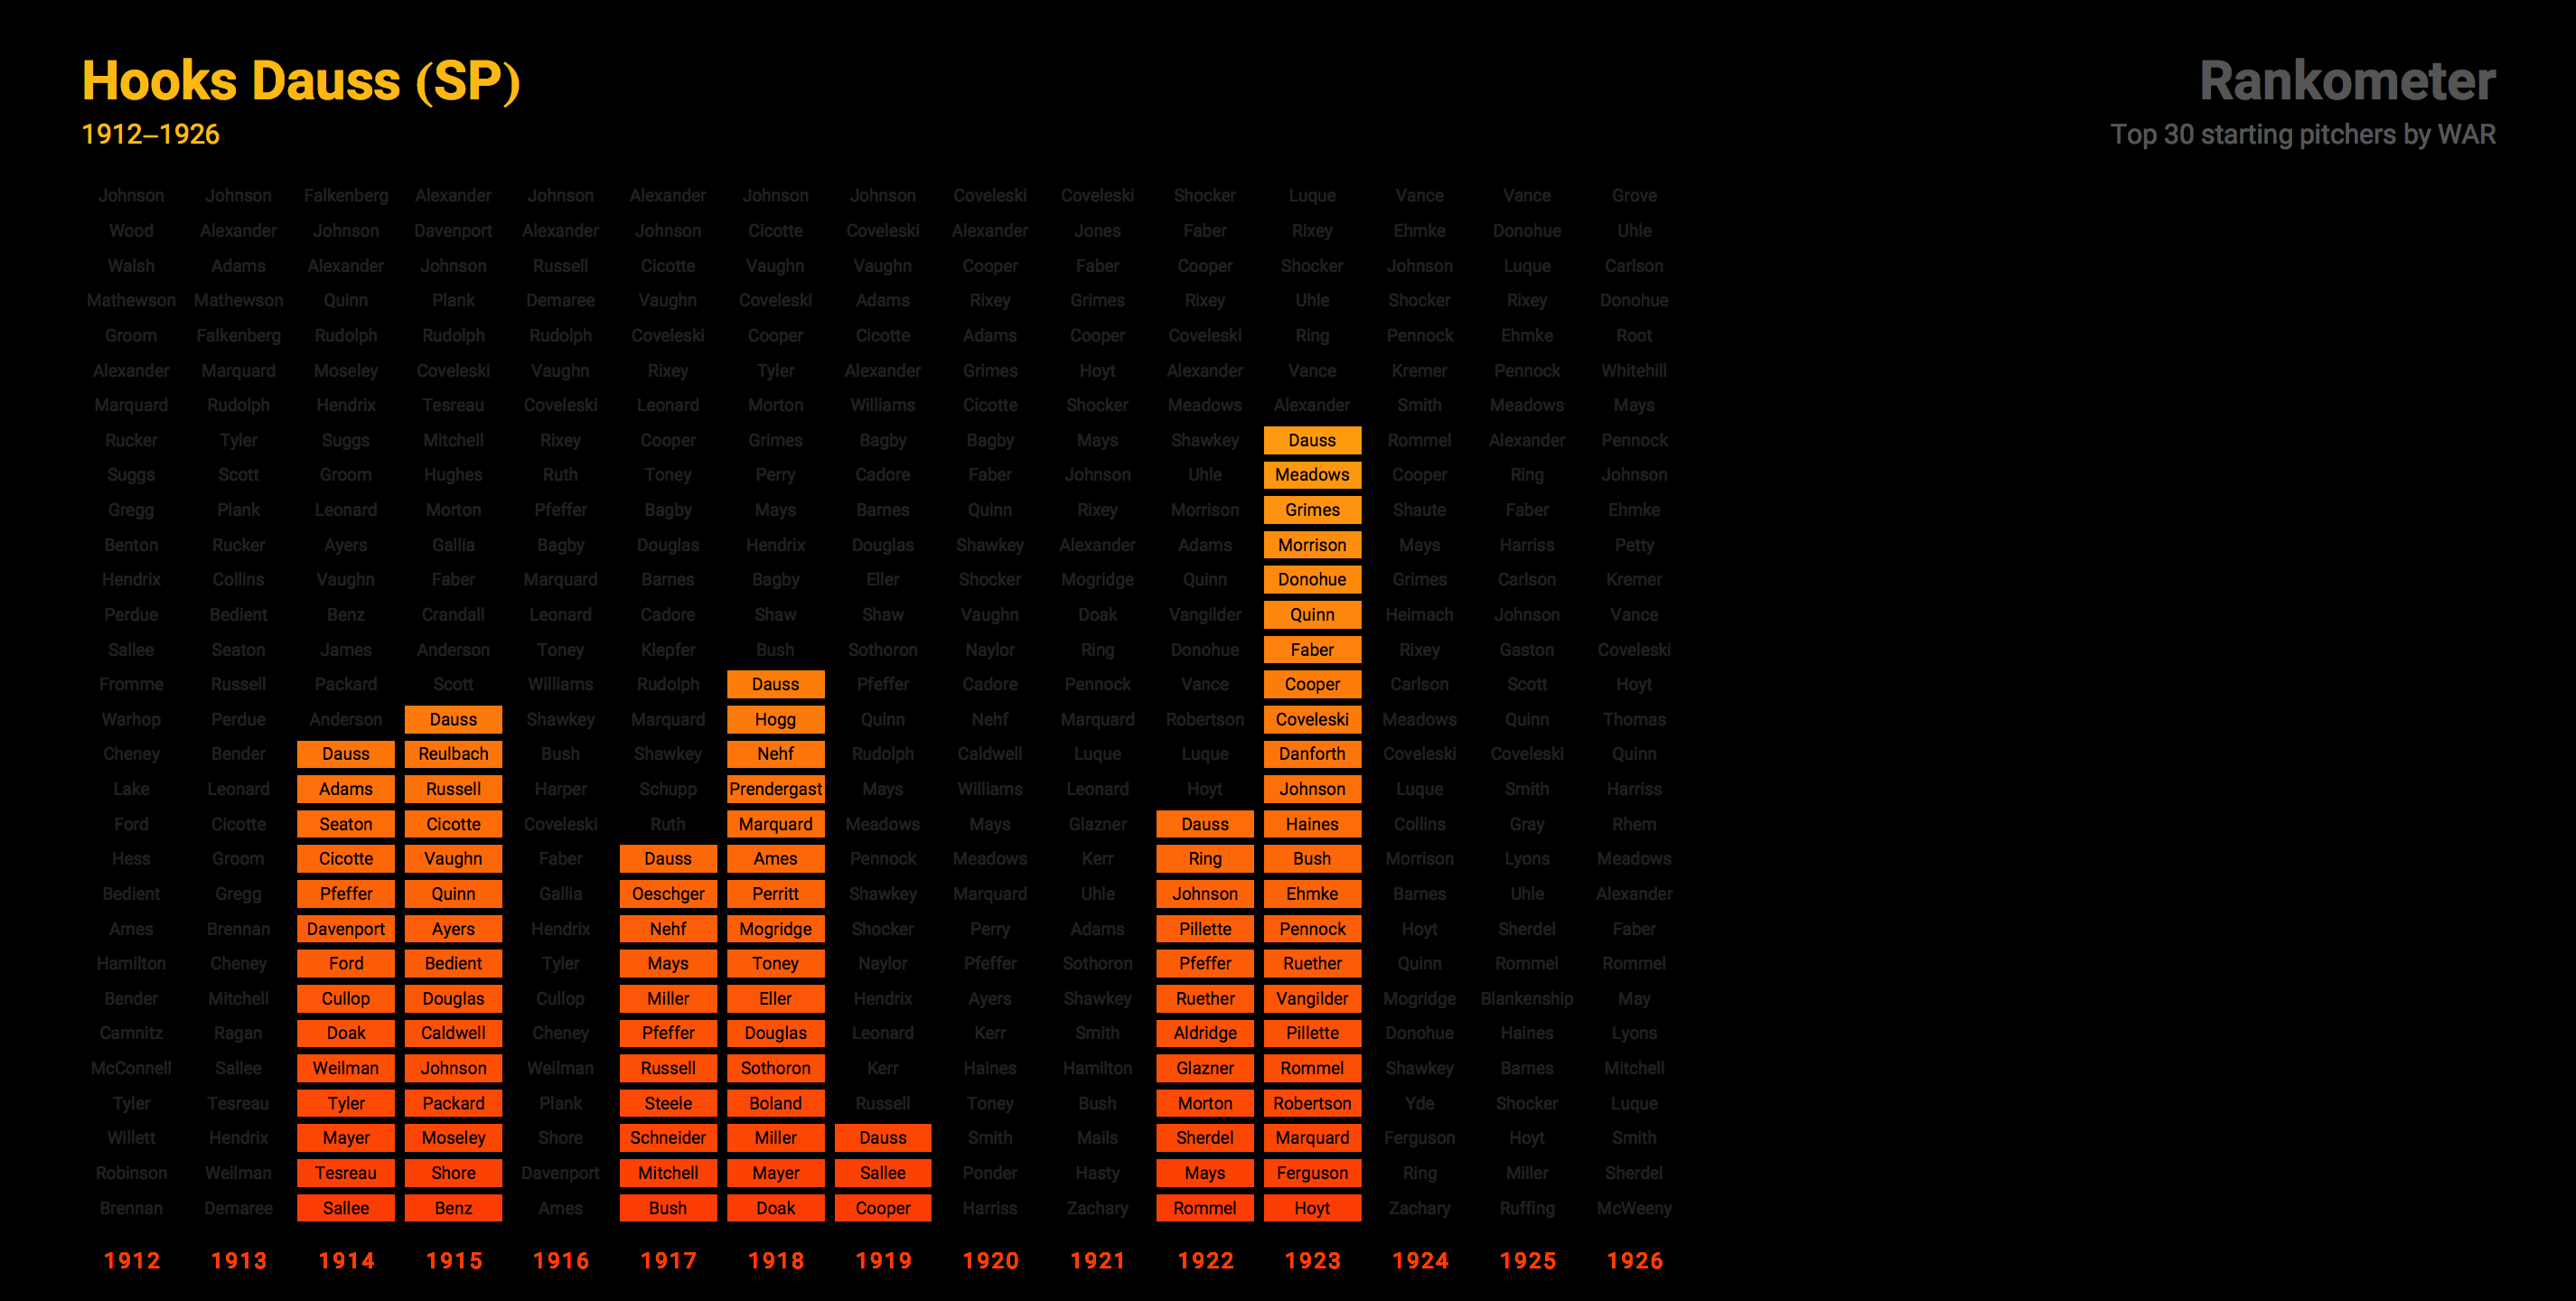 Hooks Dauss (SP)
Rankometer
1912–1926
Top 30 starting pitchers by WAR
Johnson Johnson Falkenberg Alexander Johnson Alexander Johnson Johnson Coveleski Coveleski Shocker Luque Vance Vance Grove
Wood Alexander Johnson Davenport Alexander Johnson Cicotte Coveleski Alexander Jones Faber Rixey Ehmke Donohue Uhle
Walsh Adams Alexander Johnson Russell Cicotte Vaughn Vaughn Cooper Faber Cooper Shocker Johnson Luque Carlson
Mathewson Mathewson Quinn Plank Demaree Vaughn Coveleski Adams Rixey Grimes Rixey Uhle Shocker Rixey Donohue
Groom Falkenberg Rudolph Rudolph Rudolph Coveleski Cooper Cicotte Adams Cooper Coveleski Ring Pennock Ehmke Root
Alexander Marquard Moseley Coveleski Vaughn Rixey Tyler Alexander Grimes Hoyt Alexander Vance Kremer Pennock Whitehill
Marquard Rudolph Hendrix Tesreau Coveleski Leonard Morton Williams Cicotte Shocker Meadows Alexander Smith Meadows Mays
Rucker Tyler Suggs Mitchell Rixey Cooper Grimes Bagby Bagby Mays Shawkey Dauss Rommel Alexander Pennock
Suggs Scott Groom Hughes Ruth Toney Perry Cadore Faber Johnson Uhle Meadows Cooper Ring Johnson
Gregg Plank Leonard Morton Pfeffer Bagby Mays Barnes Quinn Rixey Morrison Grimes Shaute Faber Ehmke
Benton Rucker Ayers Gallia Bagby Douglas Hendrix Douglas Shawkey Alexander Adams Morrison Mays Harriss Petty
Hendrix Collins Vaughn Faber Marquard Barnes Bagby Eller Shocker Mogridge Quinn Donohue Grimes Carlson Kremer
Perdue Bedient Benz Crandall Leonard Cadore Shaw Shaw Vaughn Doak Vangilder Quinn Heimach Johnson Vance
Sallee Seaton James Anderson Toney Klepfer Bush Sothoron Naylor Ring Donohue Faber Rixey Gaston Coveleski
Fromme Russell Packard Scott Williams Rudolph Dauss Pfeffer Cadore Pennock Vance Cooper Carlson Scott Hoyt
Warhop Perdue Anderson Dauss Shawkey Marquard Hogg Quinn Nehf Marquard Robertson Coveleski Meadows Quinn Thomas
Cheney Bender Dauss Reulbach Bush Shawkey Nehf Rudolph Caldwell Luque Luque Danforth Coveleski Coveleski Quinn
Lake Leonard Adams Russell Harper Schupp Prendergast Mays Williams Leonard Hoyt Johnson Luque Smith Harriss
Ford Cicotte Seaton Cicotte Coveleski Ruth Marquard Meadows Mays Glazner Dauss Haines Collins Gray Rhem
Hess Groom Cicotte Vaughn Faber Dauss Ames Pennock Meadows Kerr Ring Bush Morrison Lyons Meadows
Bedient Gregg Pfeffer Quinn Gallia Oeschger Perritt Shawkey Marquard Uhle Johnson Ehmke Barnes Uhle Alexander
Ames Brennan Davenport Ayers Hendrix Nehf Mogridge Shocker Perry Adams Pillette Pennock Hoyt Sherdel Faber
Hamilton Cheney Ford Bedient Tyler Mays Toney Naylor Pfeffer Sothoron Pfeffer Ruether Quinn Rommel Rommel
Bender Mitchell Cullop Douglas Cullop Miller Eller Hendrix Ayers Shawkey Ruether Vangilder Mogridge Blankenship May
Camnitz Ragan Doak Caldwell Cheney Pfeffer Douglas Leonard Kerr Smith Aldridge Pillette Donohue Haines Lyons
McConnell Sallee Weilman Johnson Weilman Russell Sothoron Kerr Haines Hamilton Glazner Rommel Shawkey Barnes Mitchell
Tyler Tesreau Tyler Packard Plank Steele Boland Russell Toney Bush Morton Robertson Yde Shocker Luque
Willett Hendrix Mayer Moseley Shore Schneider Miller Dauss Smith Mails Sherdel Marquard Ferguson Hoyt Smith
Robinson Weilman Tesreau Shore Davenport Mitchell Mayer Sallee Ponder Hasty Mays Ferguson Ring Miller Sherdel
Brennan Demaree Sallee Benz Ames Bush Doak Cooper Harriss Zachary Rommel Hoyt Zachary Ruffing McWeeny
1912 1913 1914 1915 1916 1917 1918 1919 1920 1921 1922 1923 1924 1925 1926